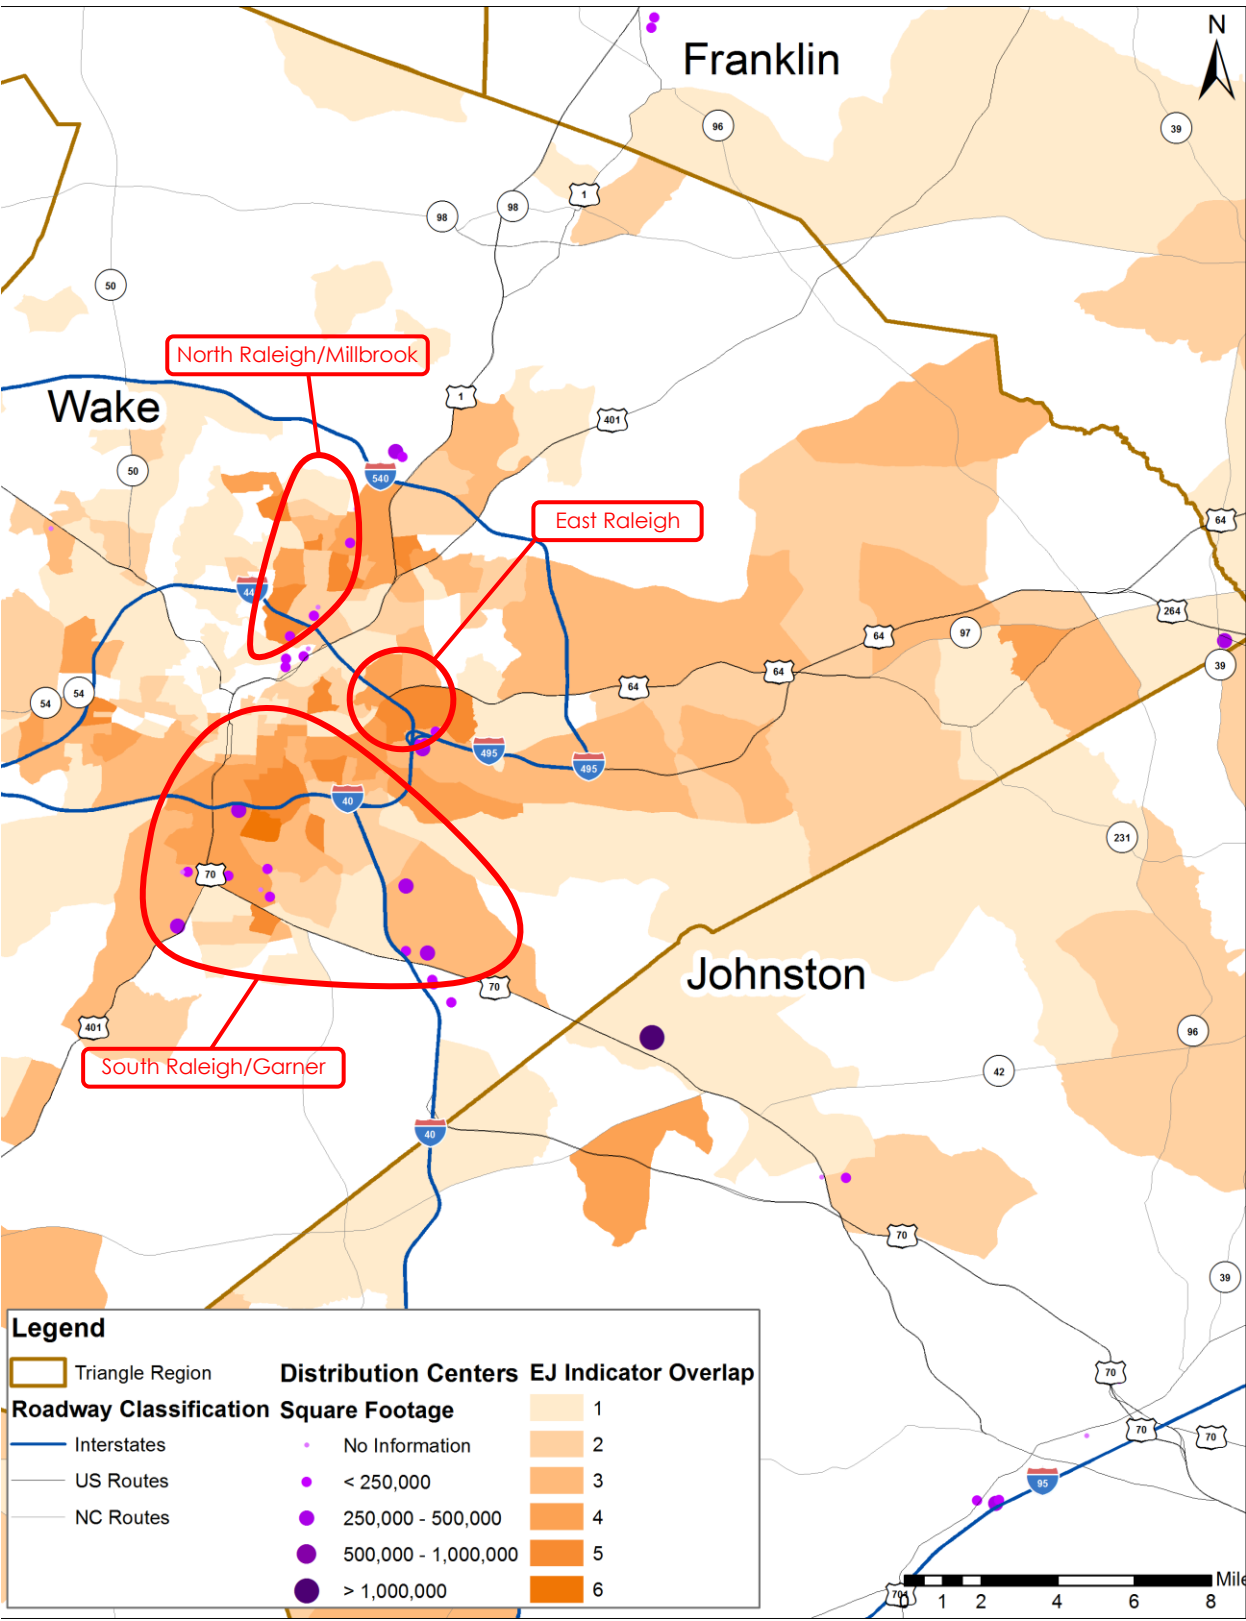 N
Franklin
96
39
1
98
98
50
North Raleigh/Millbrook
Wake
1
401
50
540
East Raleigh
64
44
264
64
97
39
64
64
54
54
495
495
40
231
70
Johnston
70
401
96
South Raleigh/Garner
42
40
70
39
Legend
Triangle Region
Roadway Classification
Interstates
US Routes
NC Routes
Distribution Centers
Square Footage
No Information
< 250,000
250,000 - 500,000
500,000 - 1,000,000
> 1,000,000
EJ Indicator Overlap
1
2
3
4
5
6
70
70
70
95
Mile
0 1 2 4 6 8